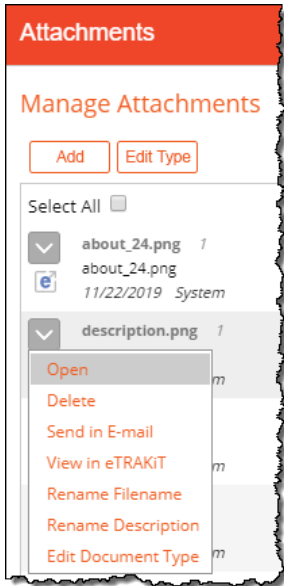 Attachments
Manage Attachments
Add Edit Type
Select All
about_24.png 1
about_24.png
e
11/22/2019 System
description.png 1
Open
Delete
m
Send in E-mail
View in eTRAKiT
m
Rename Filename
Rename Description
Edit Document Type
m